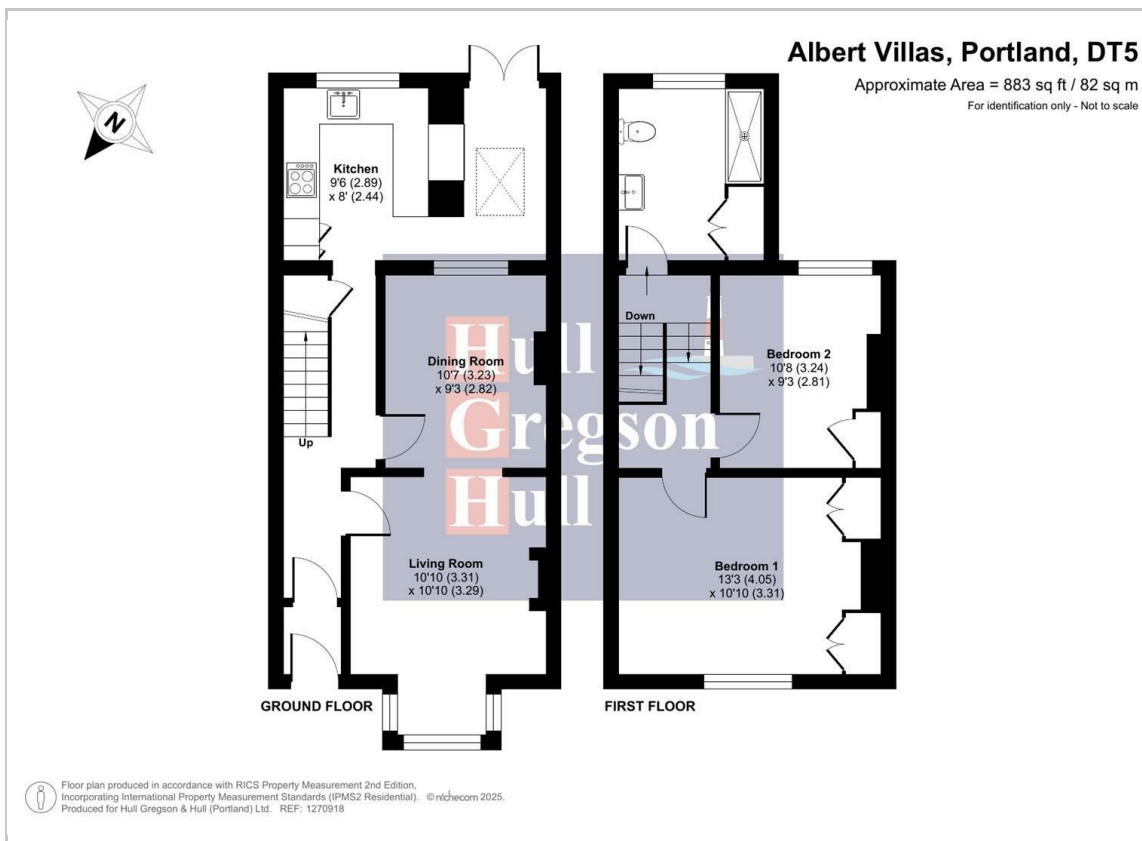 Albert Villas, Portland, DT5
Approximate Area = 883 sq ft / 82 sq m
For identification only - Not to scale
N
Kitchen
9'6 (2.89)
x 8' (2.44)
Dining Room
10'7 (3.23)
x 9'3 (2.82)
Up
Living Room
10'10 (3.31)
x 10'10 (3.29)
GROUND FLOOR
Down
Bedroom 2
10'8 (3.24)
x 9'3 (2.81)
Bedroom 1
13'3 (4.05)
x 10'10 (3.31)
FIRST FLOOR
Hull
Gregson
Hull
Floor plan produced in accordance with RICS Property Measurement 2nd Edition,
Incorporating International Property Measurement Standards (IPMS2 Residential). © nichecom 2025.
Produced for Hull Gregson & Hull (Portland) Ltd. REF: 1270918